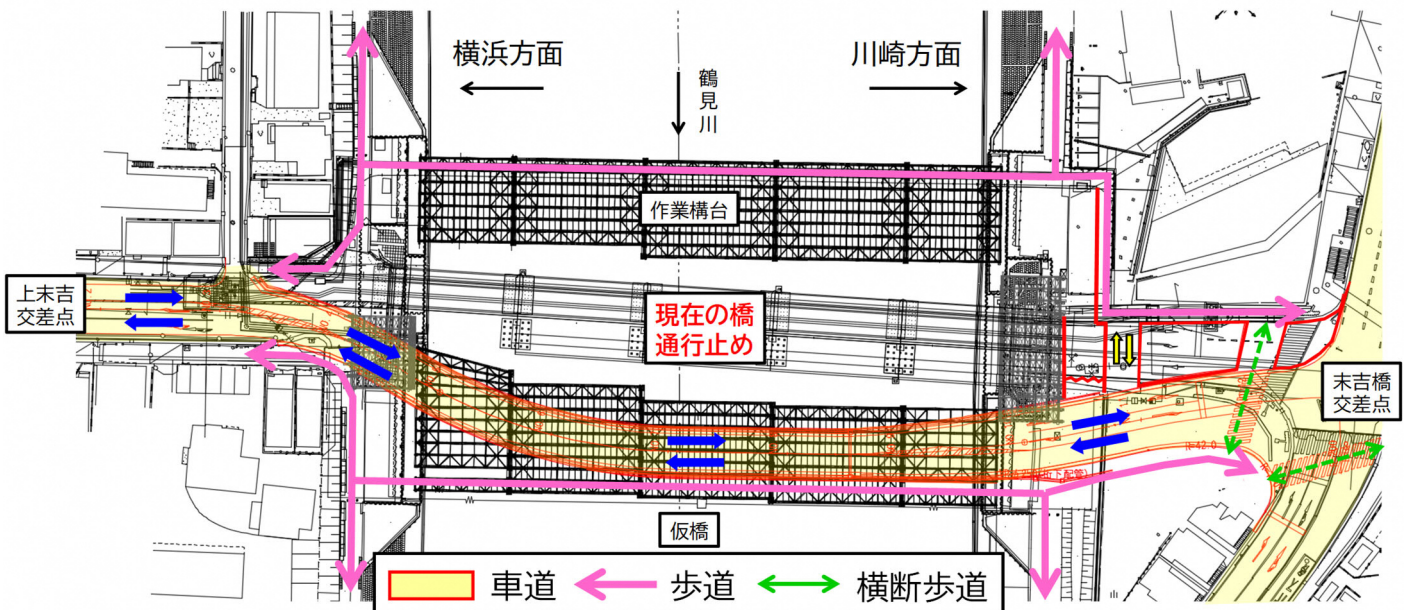 横浜方面
川崎方面
鶴見川
作業構台
上末吉
交差点
現在の橋
通行止め
末吉橋
交差点
R=42.0
仮橋
車道
歩道
横断歩道